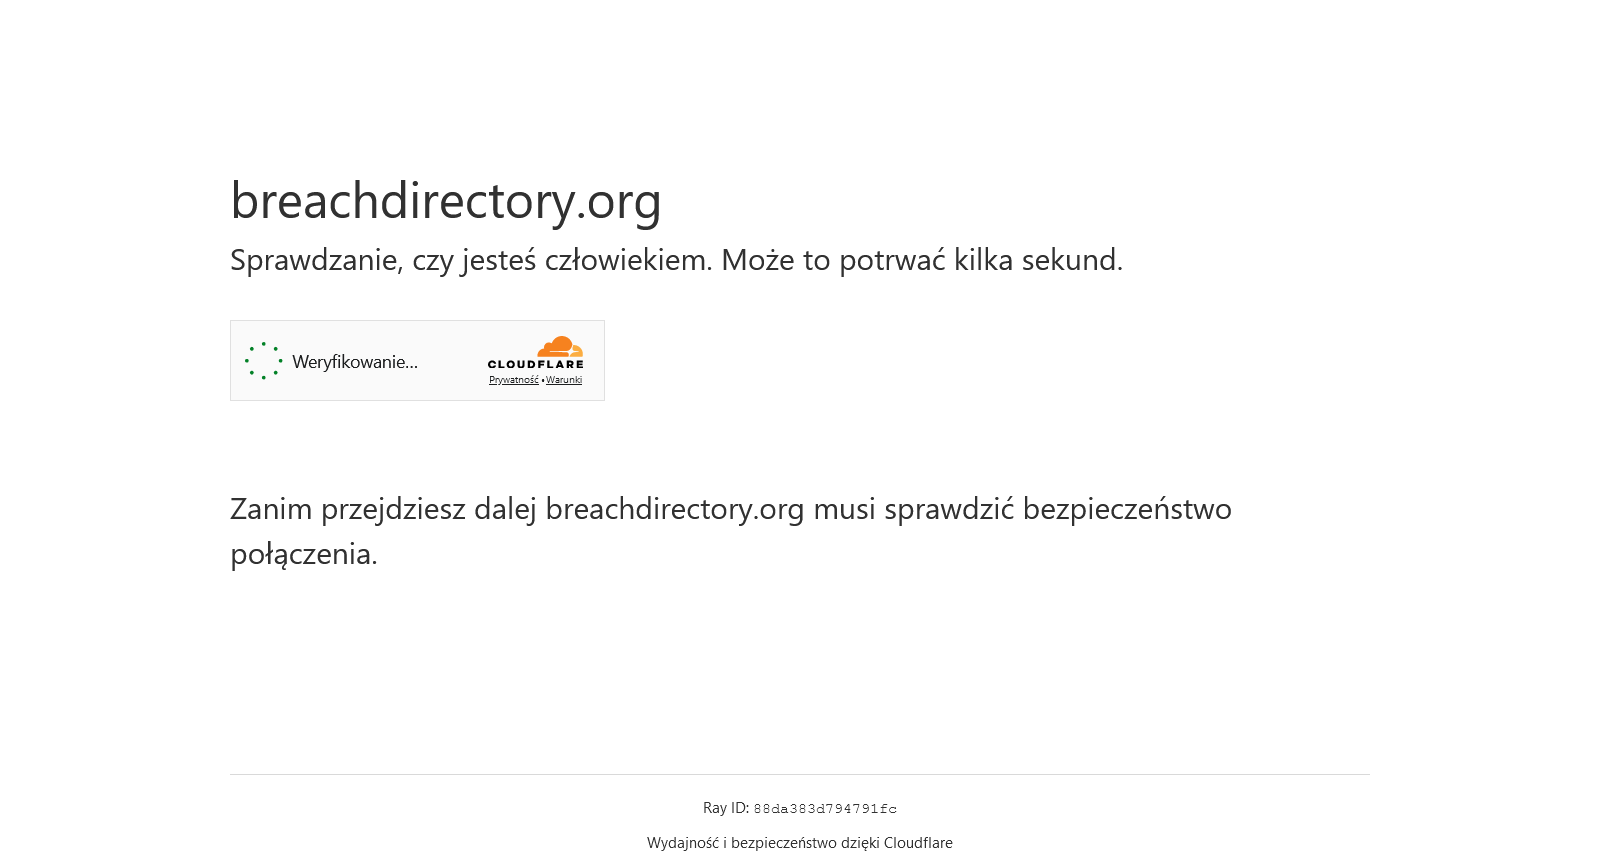 breachdirectory.org
Sprawdzanie, czy jesteś człowiekiem. Może to potrwać kilka sekund.
Weryfikowanie...
CLOUDFLARE
Prywatność • Warunki
Zanim przejdziesz dalej breachdirectory.org musi sprawdzić bezpieczeństwo
połączenia.
Ray ID: 88da383d794791fc
Wydajność i bezpieczeństwo dzięki Cloudflare